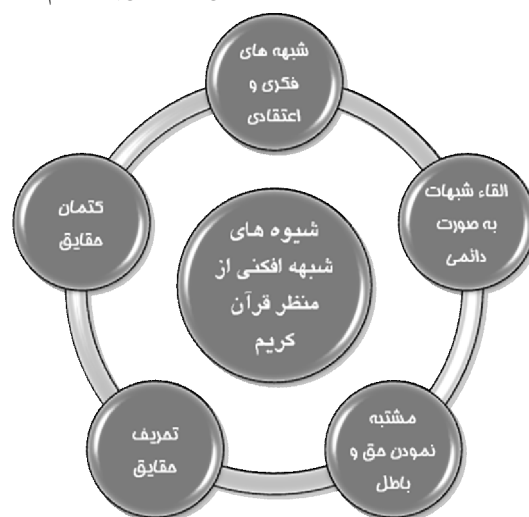 شیوه های
شبهه افکنی از
منظر قرآن
کریم
شبهه های
فکری و
اعتقادی
القاء شبهات
به صورت
دائمی
مشتبه
نمودن حق و
باطل
تحریف
حقایق
کتمان
حقایق